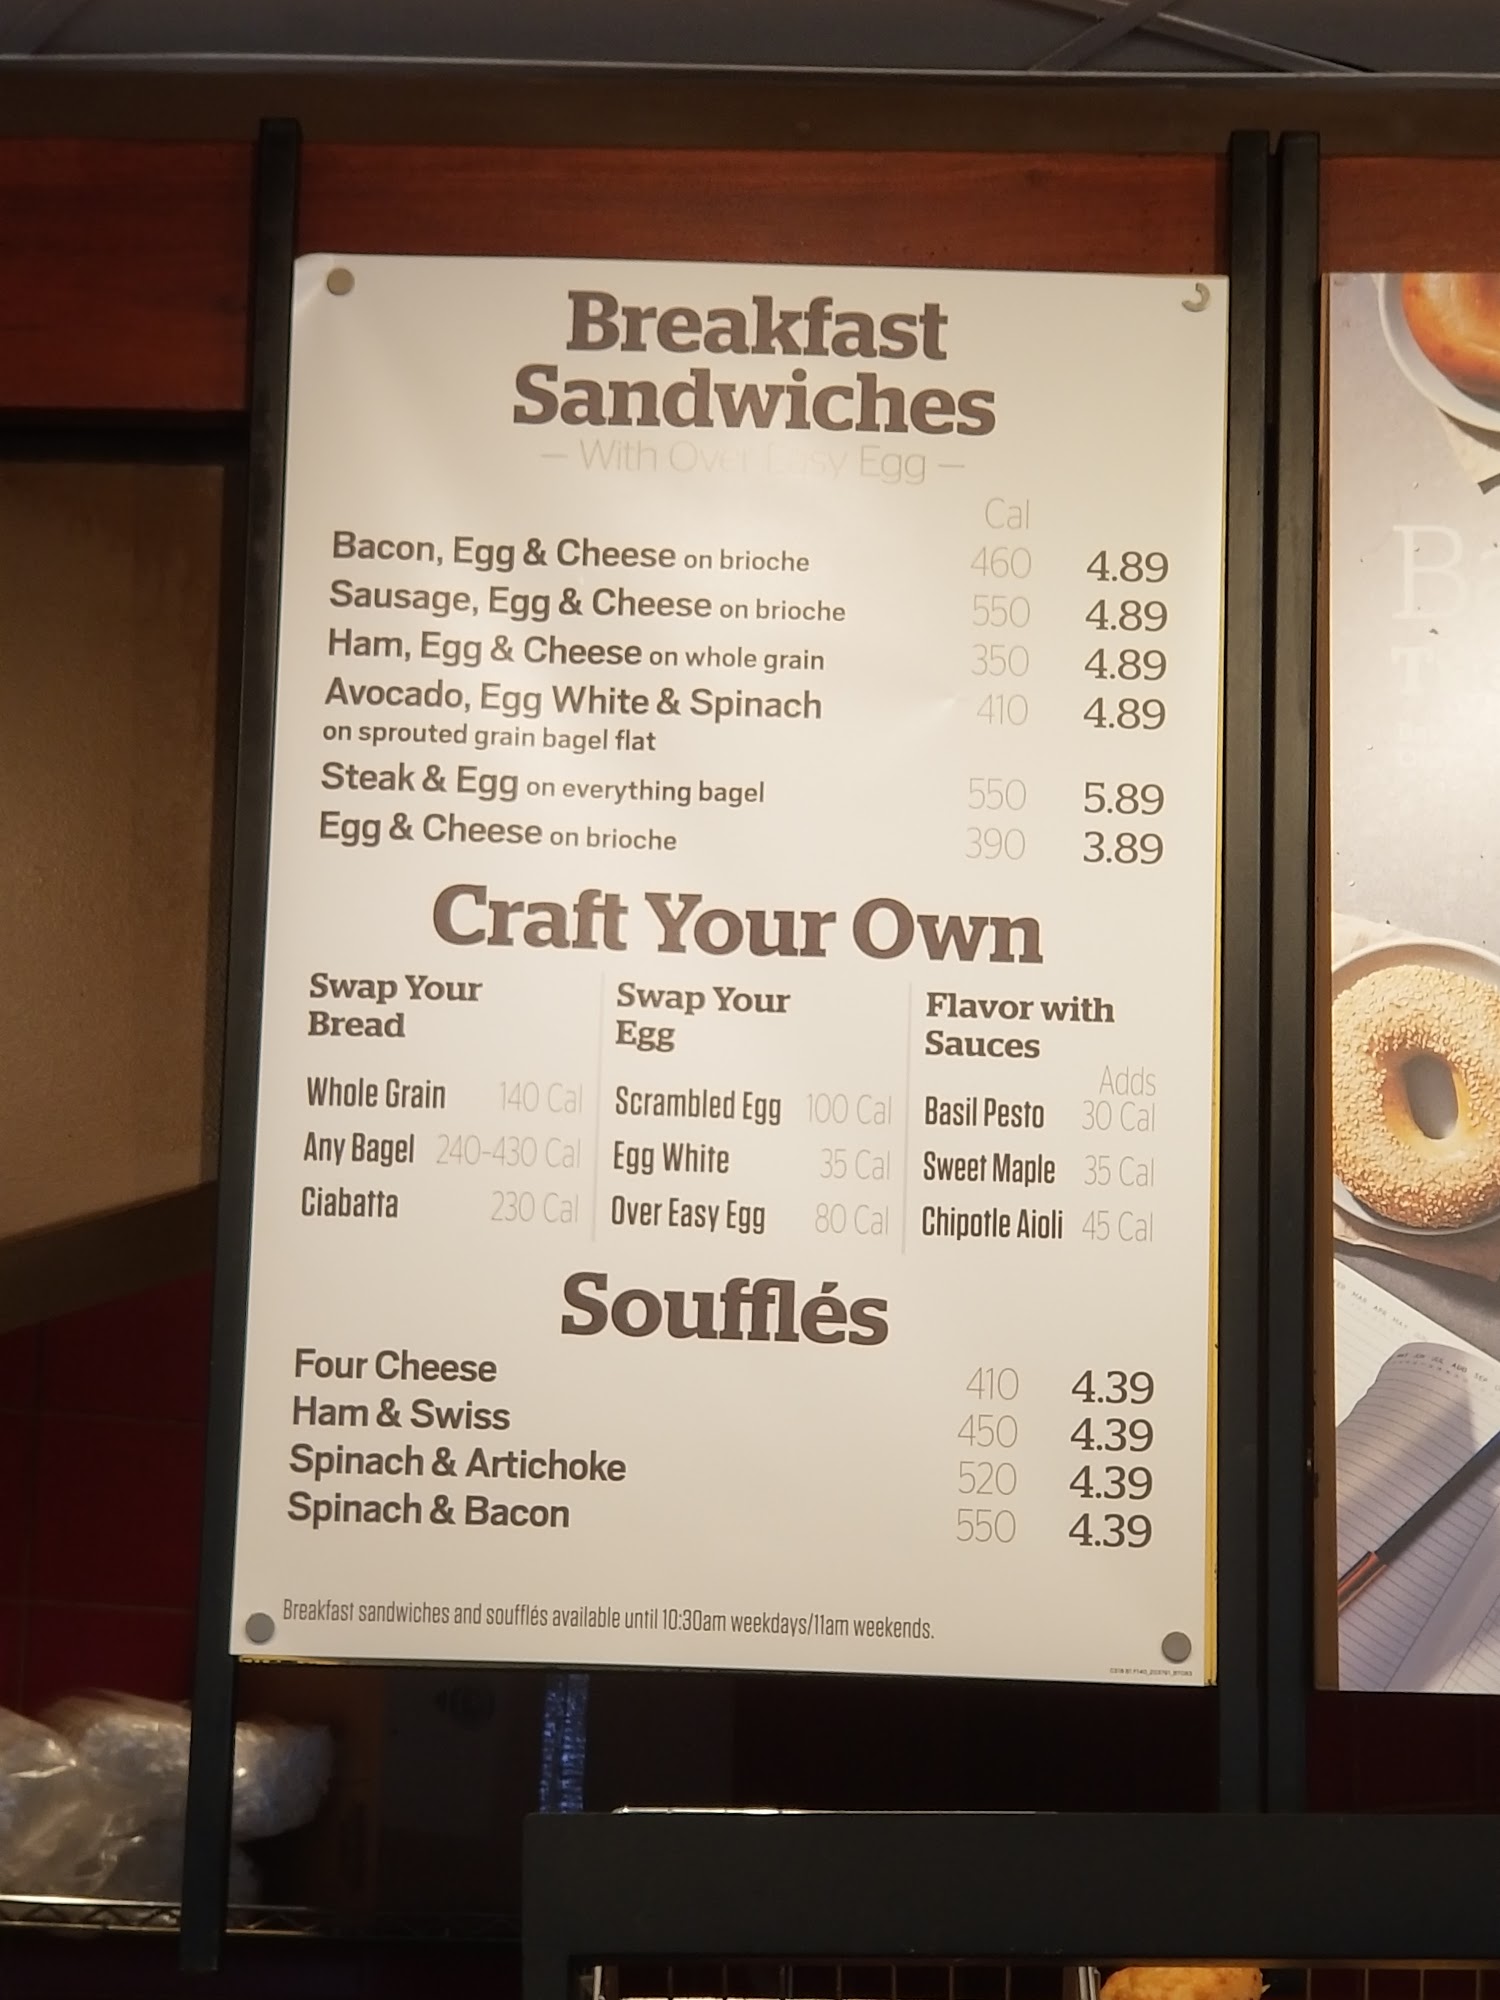 Breakfast
Sandwiches
— With Over Easy Egg —
Cal
Bacon, Egg & Cheese on brioche 460 4.89
Sausage, Egg & Cheese on brioche 550 4.89
Ham, Egg & Cheese on whole grain 350 4.89
Avocado, Egg White & Spinach 410 4.89
on sprouted grain bagel flat
Steak & Egg on everything bagel 550 5.89
Egg & Cheese on brioche 390 3.89
Craft Your Own
Swap Your
Bread
Whole Grain 140 Cal
Any Bagel 240-430 Cal
Ciabatta 230 Cal
Swap Your
Egg
Scrambled Egg 100 Cal
Egg White 35 Cal
Over Easy Egg 80 Cal
Flavor with
Sauces
Adds
Basil Pesto 30 Cal
Sweet Maple 35 Cal
Chipotle Aioli 45 Cal
Soufflés
Four Cheese 410 4.39
Ham & Swiss 450 4.39
Spinach & Artichoke 520 4.39
Spinach & Bacon 550 4.39
Breakfast sandwiches and soufflés available until 10:30am weekdays/11am weekends.